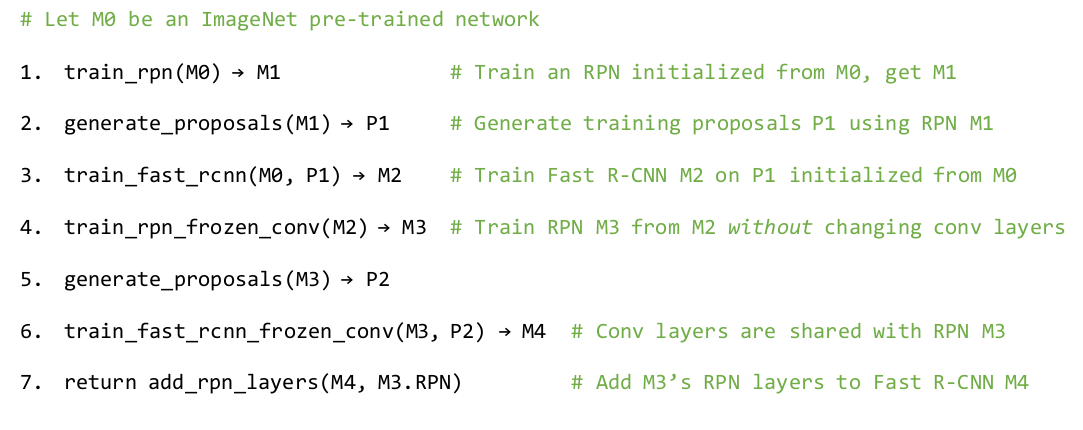 # Let M0 be an ImageNet pre-trained network
1. train_rpn(M0) → M1 # Train an RPN initialized from M0, get M1
2. generate_proposals(M1) → P1 # Generate training proposals P1 using RPN M1
3. train_fast_rcnn(M0, P1) → M2 # Train Fast R-CNN M2 on P1 initialized from M0
4. train_rpn_frozen_conv(M2) → M3 # Train RPN M3 from M2 without changing conv layers
5. generate_proposals(M3) → P2
6. train_fast_rcnn_frozen_conv(M3, P2) → M4 # Conv layers are shared with RPN M3
7. return add_rpn_layers(M4, M3.RPN) # Add M3’s RPN layers to Fast R-CNN M4